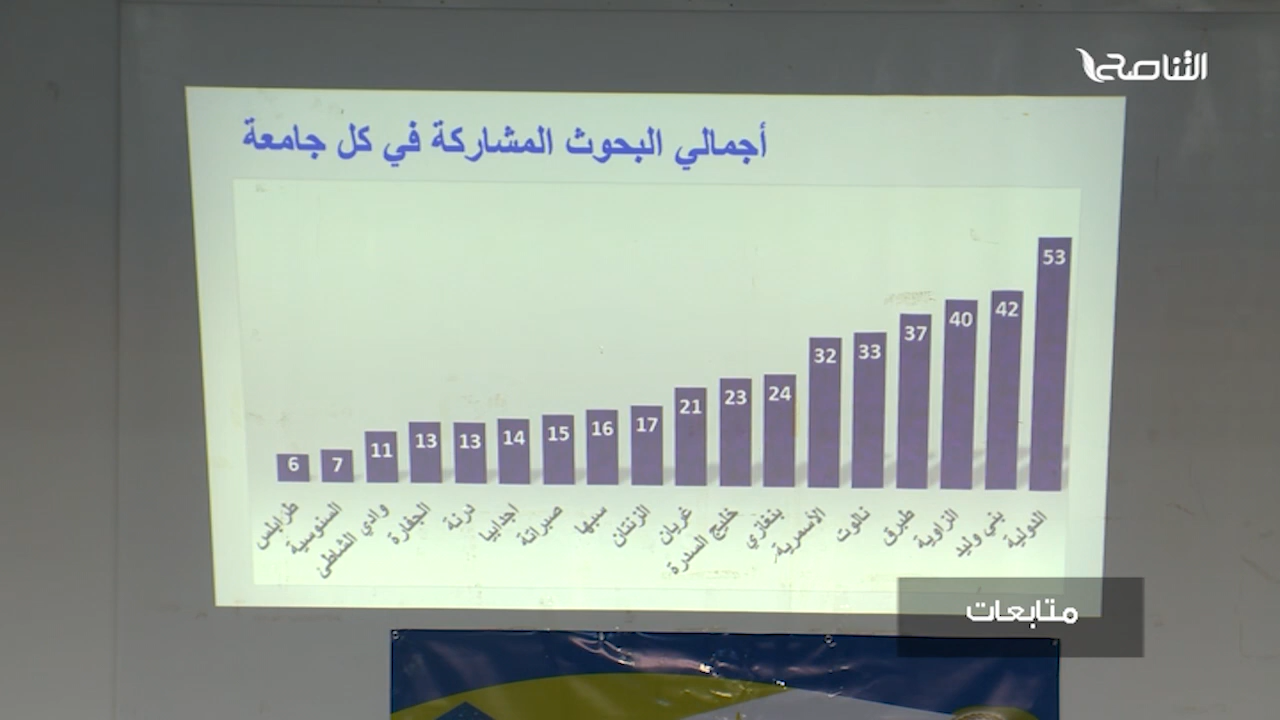 التناصح
أجمالي البحوث المشاركة في كل جامعة
53
42
40
37
33
32
24
23
21
17
16
15
14
13
13
11
7
6
طرابلس
السنوسية
وادي الشاطئ
الجفارة
درنة
اجدابيا
صبراتة
سبها
الزنتان
غريان
خليج السدرة
بنغازي
الأسمرية
نالوت
طبرق
الزاوية
بني وليد
الدولية
متابعات